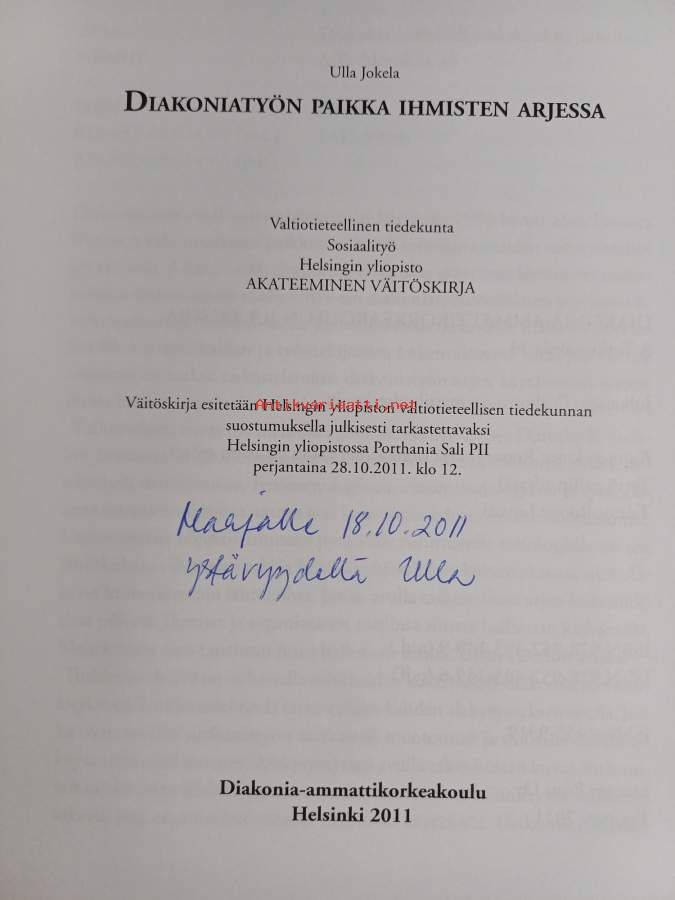 Ulla Jokela
DIAKONIATYÖN PAIKKA IHMISTEN ARJESSA
Valtiotieteellinen tiedekunta
Sosiaalityö
Helsingin yliopisto
AKATEEMINEN VÄITÖSKIRJA
Antikvariaatti.net
Väitöskirja esitetään Helsingin yliopiston valtiotieteellisen tiedekunnan
suostumuksella julkisesti tarkastettavaksi
Helsingin yliopistossa Porthania Sali PII
perjantaina 28.10.2011. klo 12.
Marjalle 18.10.2011
ystävyydellä Ulla
Diakonia-ammattikorkeakoulu
Helsinki 2011